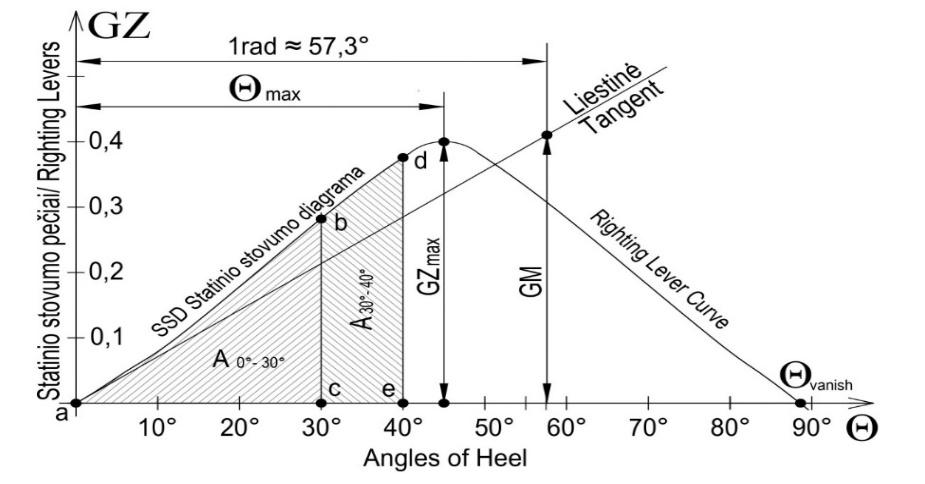 GZ
1rad ≈ 57,3°
Θ max
Liestinė
Tangent
Statinio stovumo pečiai/ Righting Levers
0,4
0,3
0,2
0,1
SSD Statinio stovumo diagrama
d
b
GZmax
GM
Righting Lever Curve
A 0°- 30°
A 30°-40°
c
e
Θvanish
a
10°
20°
30°
40°
50°
60°
70°
80°
90°
Θ
Angles of Heel